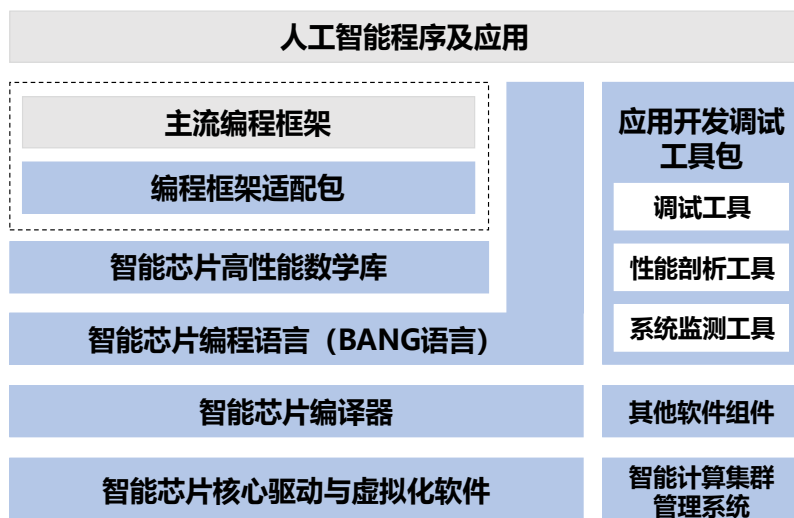 人工智能程序及应用
主流编程框架
编程框架适配包
智能芯片高性能数学库
智能芯片编程语言（BANG语言）
智能芯片编译器
智能芯片核心驱动与虚拟化软件
应用开发调试
工具包
调试工具
性能剖析工具
系统监测工具
其他软件组件
智能计算集群
管理系统